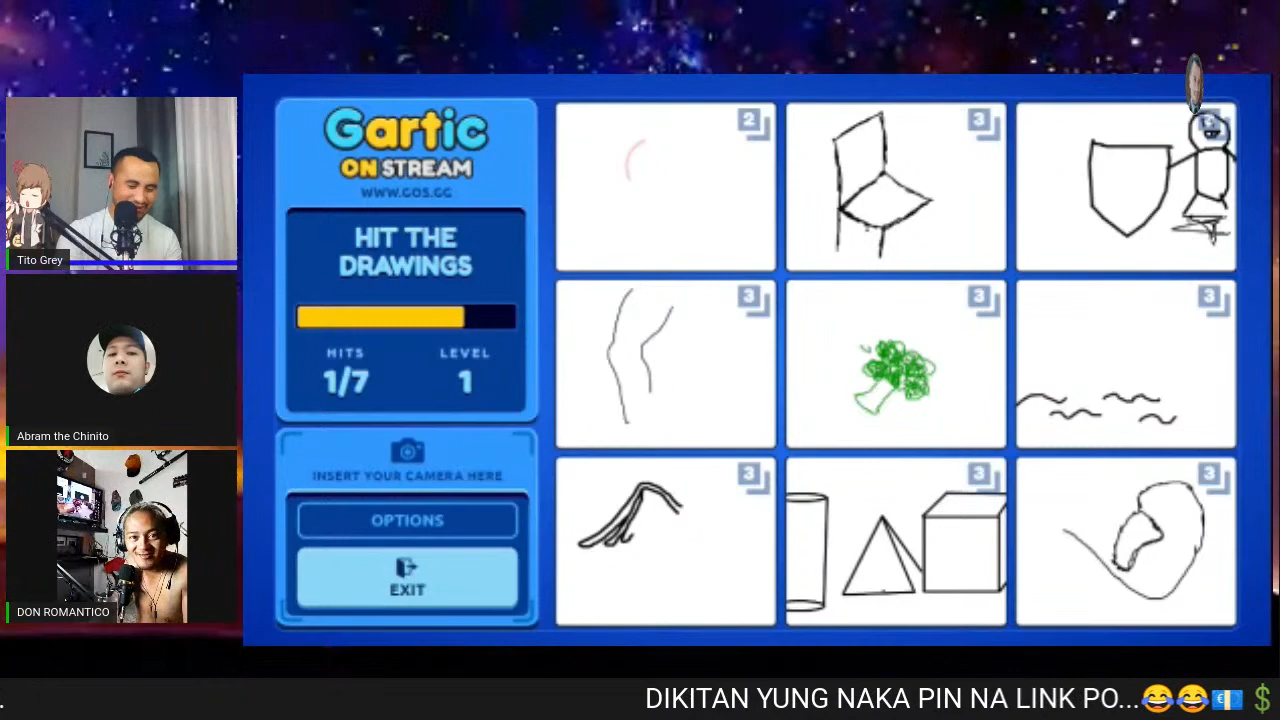 Tito Grey
Abram the Chinito
DON ROMANTICO
Gartic
ON STREAM
WWW.GOS.GG
HIT THE
DRAWINGS
HITS
LEVEL
1/7
1
INSERT YOUR CAMERA HERE
OPTIONS
EXIT
2
3
3
3
3
3
3
3
. DIKITAN YUNG NAKA PIN NA LINK PO...😂😂💶💲